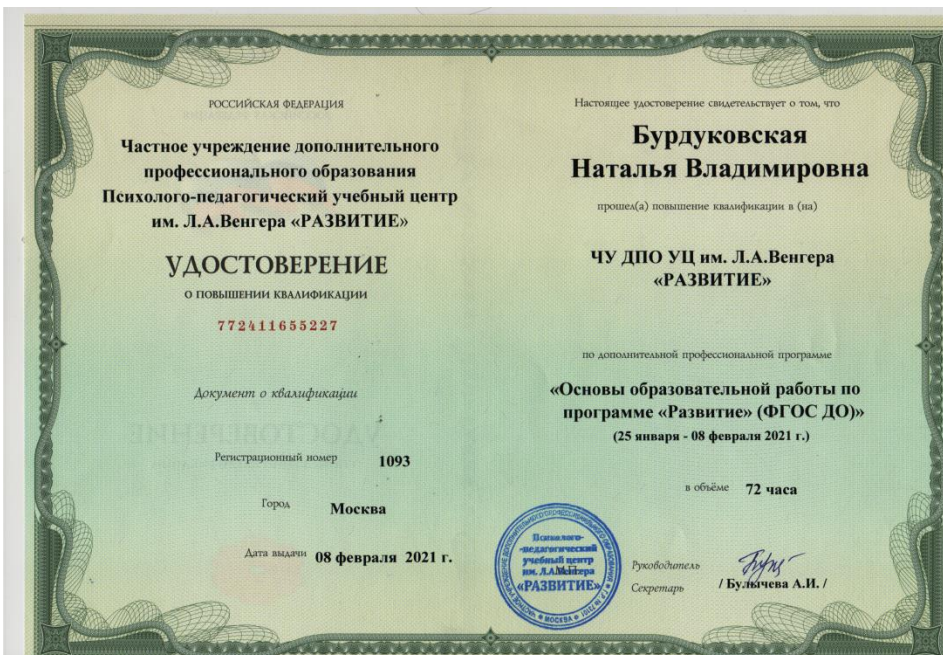 РОССИЙСКАЯ ФЕДЕРАЦИЯ
Частное учреждение дополнительного
профессионального образования
Психолого-педагогический учебный центр
им. Л.А.Венгера «РАЗВИТИЕ»
УДОСТОВЕРЕНИЕ
О ПОВЫШЕНИИ КВАЛИФИКАЦИИ
772411655227
Документ о квалификации
Регистрационный номер 1093
Город Москва
Дата выдачи 08 февраля 2021 г.
Настоящее удостоверение свидетельствует о том, что
Бурдуковская
Наталья Владимировна
прошел(а) повышение квалификации в (на)
ЧУ ДПО УЦ им. Л.А.Венгера
«РАЗВИТИЕ»
по дополнительной профессиональной программе
«Основы образовательной работы по
программе «Развитие» (ФГОС ДО)»
(25 января - 08 февраля 2021 г.)
в объёме 72 часа
Психолого-
-педагогический
учебный центр
им. Л.А.Венгера
«РАЗВИТИЕ»
МОСКВА
М.П.
Руководитель
Секретарь / Булычева А.И. /